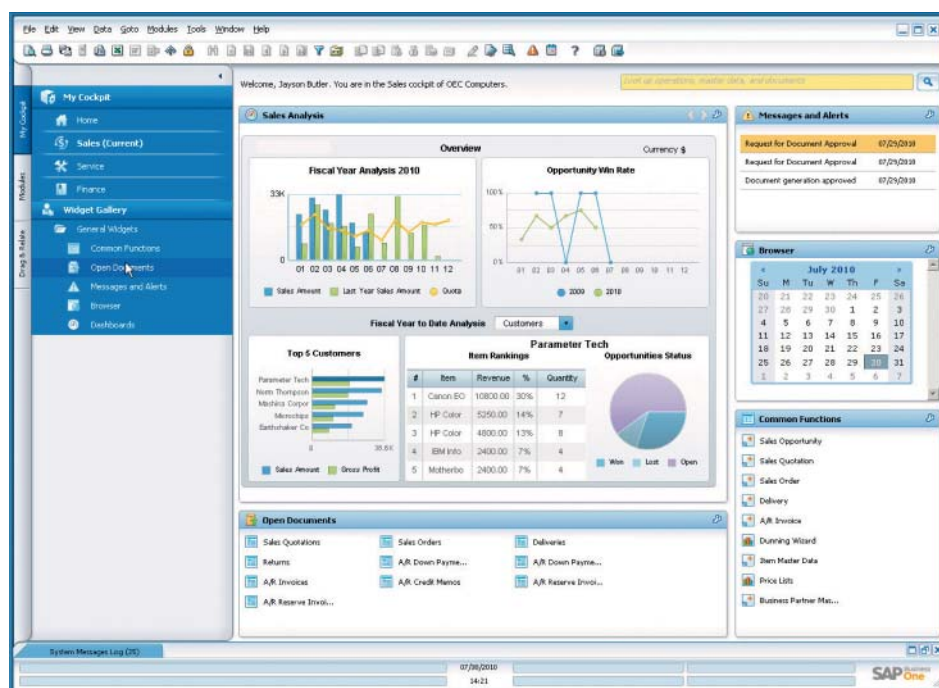 File Edit View Data Goto Modules Tools Window Help
Welcome, Jayson Butler. You are in the Sales cockpit of OEC Computers.
My Cockpit
Modules
Drag & Relate
My Cockpit
Home
Sales (Current)
Service
Finance
Widget Gallery
General Widgets
Common Functions
Open Documents
Messages and Alerts
Browser
Dashboards
Sales Analysis
Overview
Currency $
Fiscal Year Analysis 2010
33K
0
01 02 03 04 05 06 07 08 09 10 11 12
Sales Amount Last Year Sales Amount Quota
Opportunity Win Rate
100%
50%
0
01 02 03 04 05 06 07 08 09 10 11 12
2009 2010
Fiscal Year to Date Analysis Customers
Top 5 Customers
Parameter Tech
Norm Thompson
Mashina Corpor
Microchips
Earthshaker Co
0 35.6K
Sales Amount Gross Profit
Parameter Tech
Item Rankings
# Item Revenue % Quantity
1 Canon BO 10800.00 30% 12
2 HP Color 5250.00 14% 7
3 HP Color 4800.00 13% 8
4 IBM Info 2400.00 7% 4
5 Motherbo 2400.00 7% 4
Opportunities Status
Won Lost Open
Open Documents
Sales Quotations Sales Orders Deliveries
Returns A/R Down Payme... A/R Down Payme...
A/R Invoices A/R Credit Memos A/R Reserve Invoi...
A/R Reserve Invoi...
Messages and Alerts
Request for Document Approval 07/29/2010
Request for Document Approval 07/29/2010
Document generation approved 07/29/2010
Browser
July 2010
Su M Tu W Th F Sa
20 21 22 23 24 25 26
27 28 29 30 1 2 3
4 5 6 7 8 9 10
11 12 13 14 15 16 17
18 19 20 21 22 23 24
25 26 27 28 29 30 31
1 2 3 4 5 6 7
Common Functions
Sales Opportunity
Sales Quotation
Sales Order
Delivery
A/R Invoice
Dunning Wizard
Item Master Data
Price Lists
Business Partner Mas...
System Messages Log (25)
07/30/2010
14:21
SAP Business One